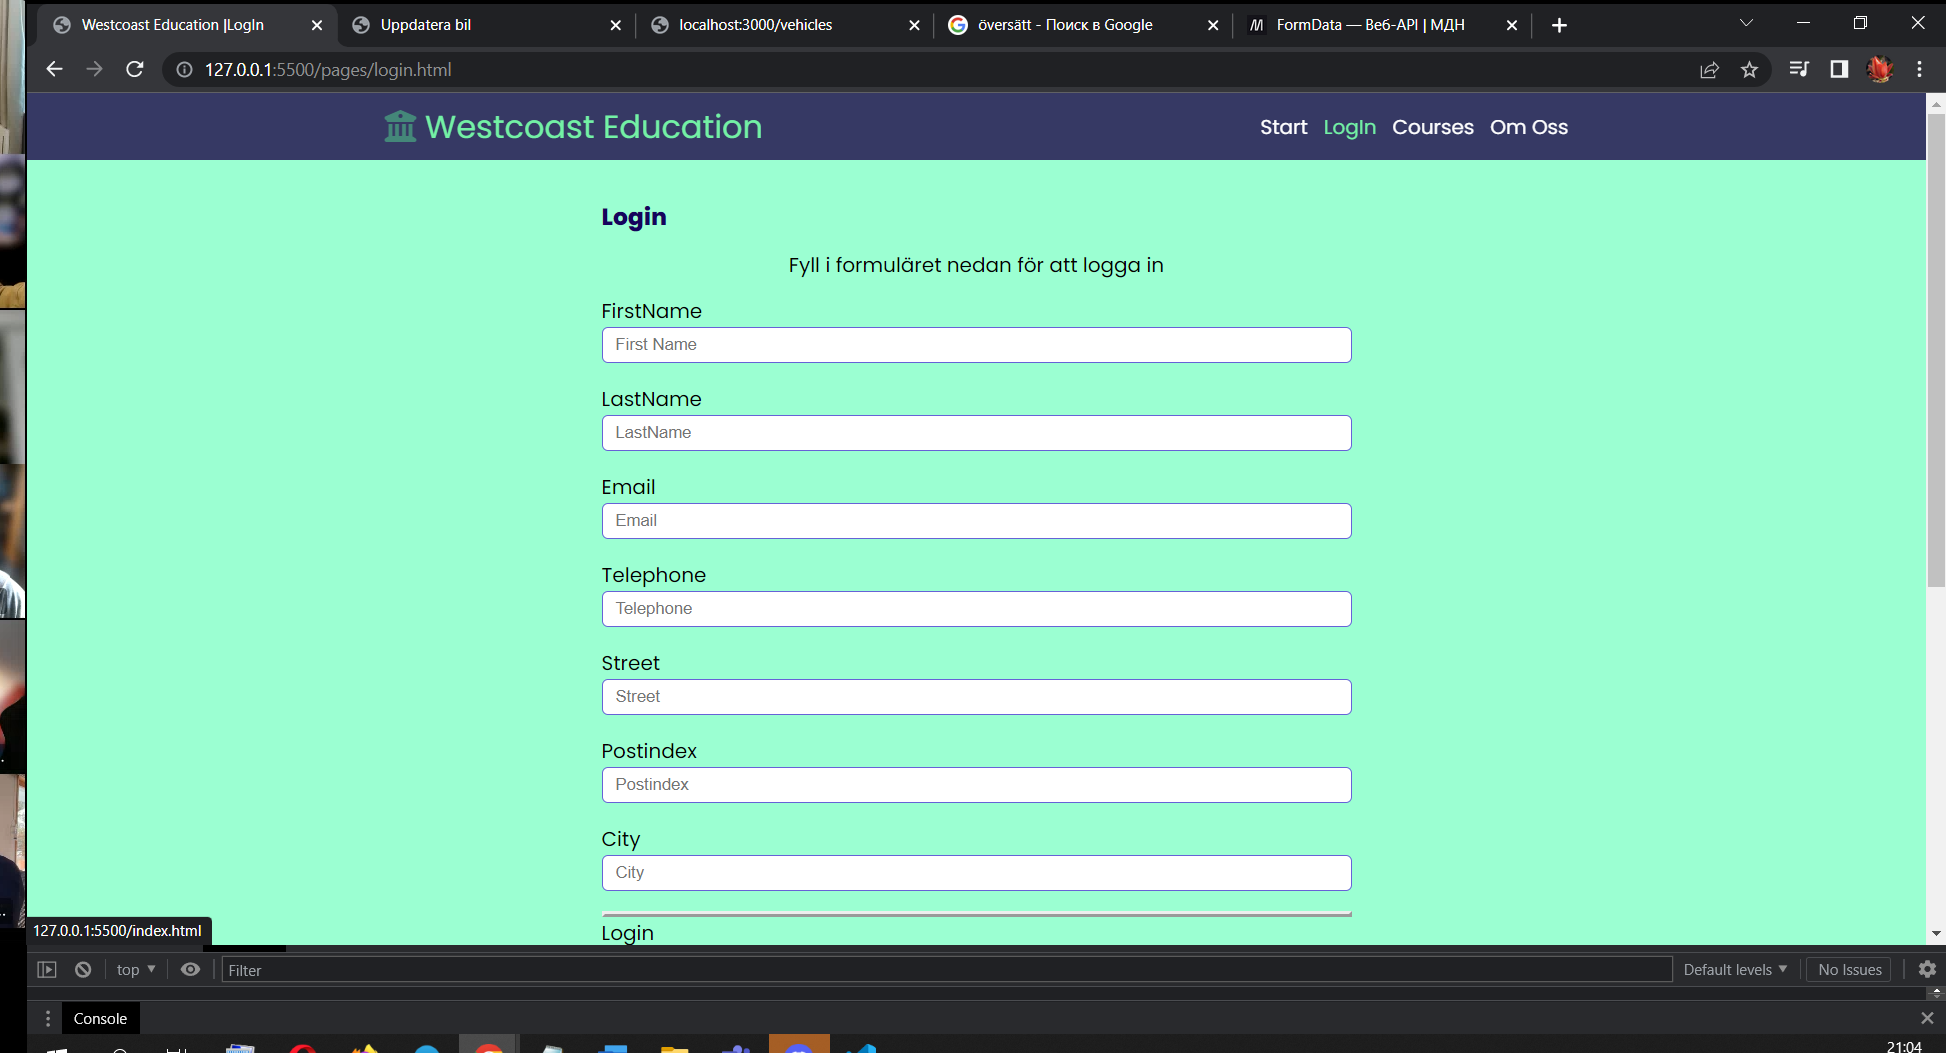 Westcoast Education |LogIn
Uppdatera bil
localhost:3000/vehicles
översätt - Поиск в Google
FormData — Веб-API | МДН
127.0.0.1:5500/pages/login.html
Westcoast Education
Start LogIn Courses Om Oss
Login
Fyll i formuläret nedan för att logga in
FirstName
First Name
LastName
LastName
Email
Email
Telephone
Telephone
Street
Street
Postindex
Postindex
City
City
Login
127.0.0.1:5500/index.html
top
Filter
Default levels
No Issues
Console
21:04